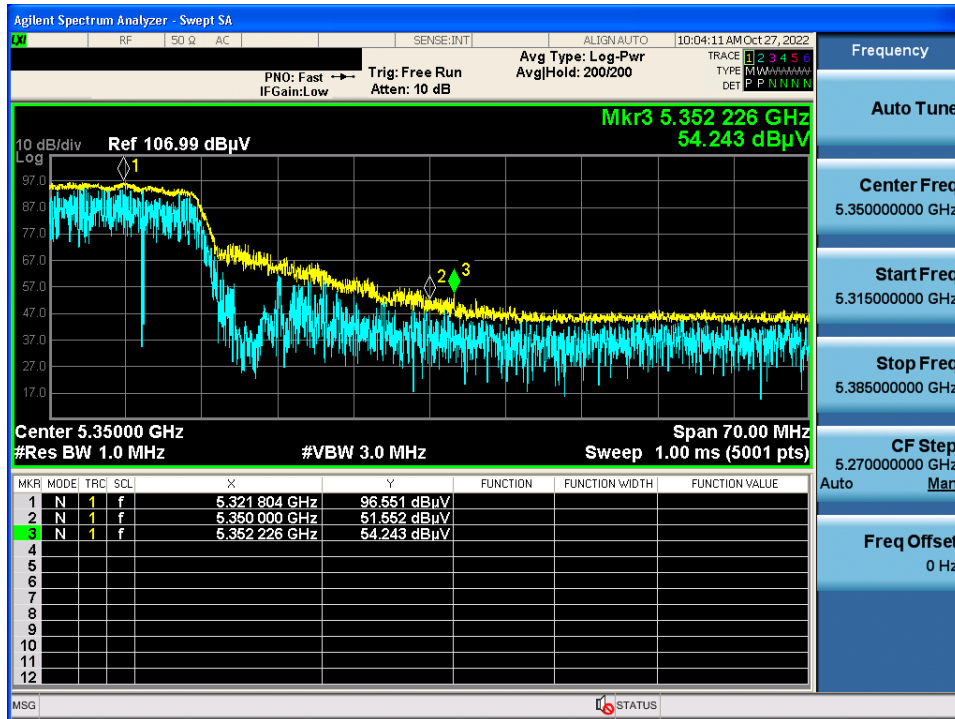 Agilent Spectrum Analyzer - Swept SA
LXI RF 50 Ω AC SENSE:INT ALIGN AUTO 10:04:11 AM Oct 27, 2022
PNO: Fast Trig: Free Run Avg Type: Log-Pwr TRACE 1 2 3 4 5 6
IFGain:Low Atten: 10 dB Avg|Hold: 200/200 TYPE M W W W W W
DET P P N N N N
Mkr3 5.352 226 GHz
54.243 dBµV
10 dB/div Ref 106.99 dBµV
Log
97.0
87.0
77.0
67.0
57.0
47.0
37.0
27.0
17.0
1
2
3
Center 5.35000 GHz Span 70.00 MHz
#Res BW 1.0 MHz #VBW 3.0 MHz Sweep 1.00 ms (5001 pts)
MKR MODE TRC SCL X Y FUNCTION FUNCTION WIDTH FUNCTION VALUE
1 N 1 f 5.321 804 GHz 96.551 dBµV
2 N 1 f 5.350 000 GHz 51.552 dBµV
3 N 1 f 5.352 226 GHz 54.243 dBµV
4
5
6
7
8
9
10
11
12
MSG STATUS
Frequency
Auto Tune
Center Freq
5.350000000 GHz
Start Freq
5.315000000 GHz
Stop Freq
5.385000000 GHz
CF Step
5.270000000 GHz
Auto Man
Freq Offset
0 Hz